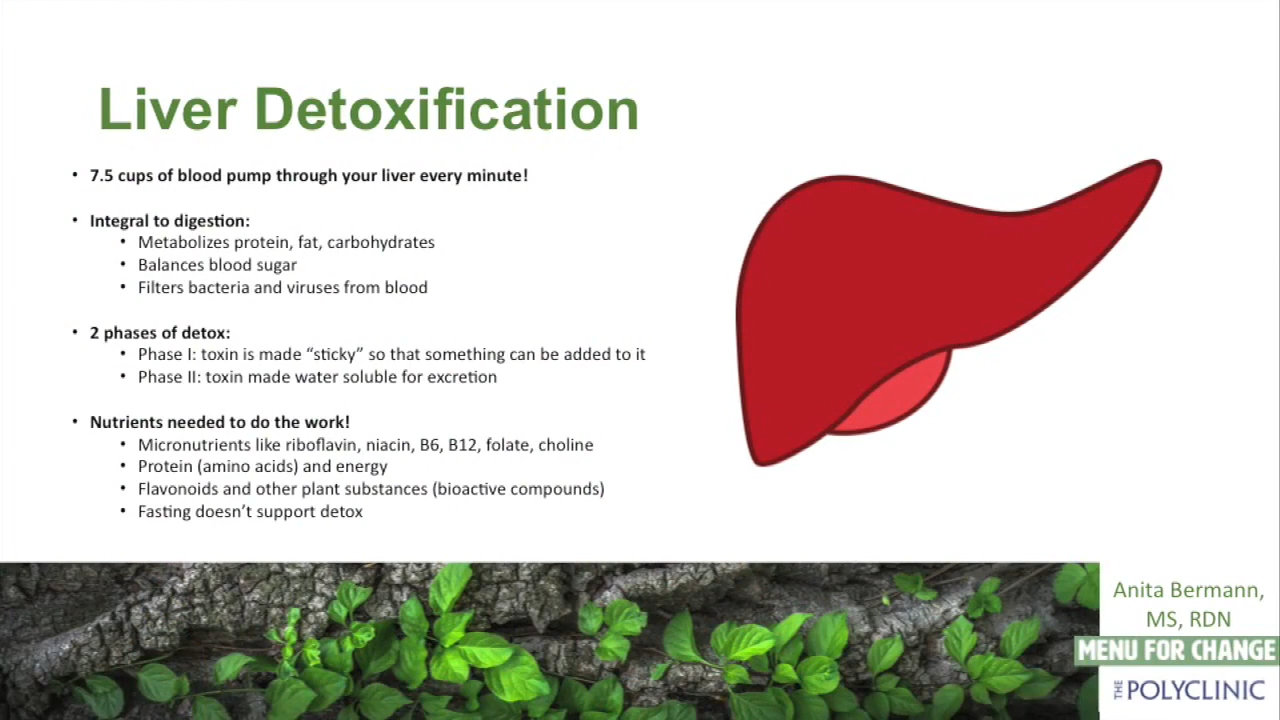 Liver Detoxification
• 7.5 cups of blood pump through your liver every minute!
• Integral to digestion:
• Metabolizes protein, fat, carbohydrates
• Balances blood sugar
• Filters bacteria and viruses from blood
• 2 phases of detox:
• Phase I: toxin is made “sticky” so that something can be added to it
• Phase II: toxin made water soluble for excretion
• Nutrients needed to do the work!
• Micronutrients like riboflavin, niacin, B6, B12, folate, choline
• Protein (amino acids) and energy
• Flavonoids and other plant substances (bioactive compounds)
• Fasting doesn’t support detox
Anita Bermann,
MS, RDN
MENU FOR CHANGE
THE POLYCLINIC